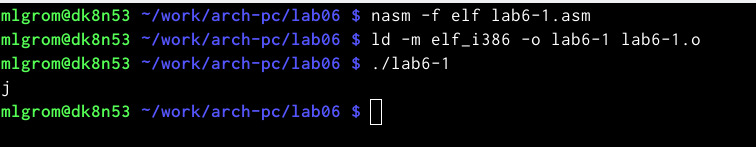 mlgrom@dk8n53 ~/work/arch-pc/lab06 $ nasm -f elf lab6-1.asm
mlgrom@dk8n53 ~/work/arch-pc/lab06 $ ld -m elf_i386 -o lab6-1 lab6-1.o
mlgrom@dk8n53 ~/work/arch-pc/lab06 $ ./lab6-1
j
mlgrom@dk8n53 ~/work/arch-pc/lab06 $